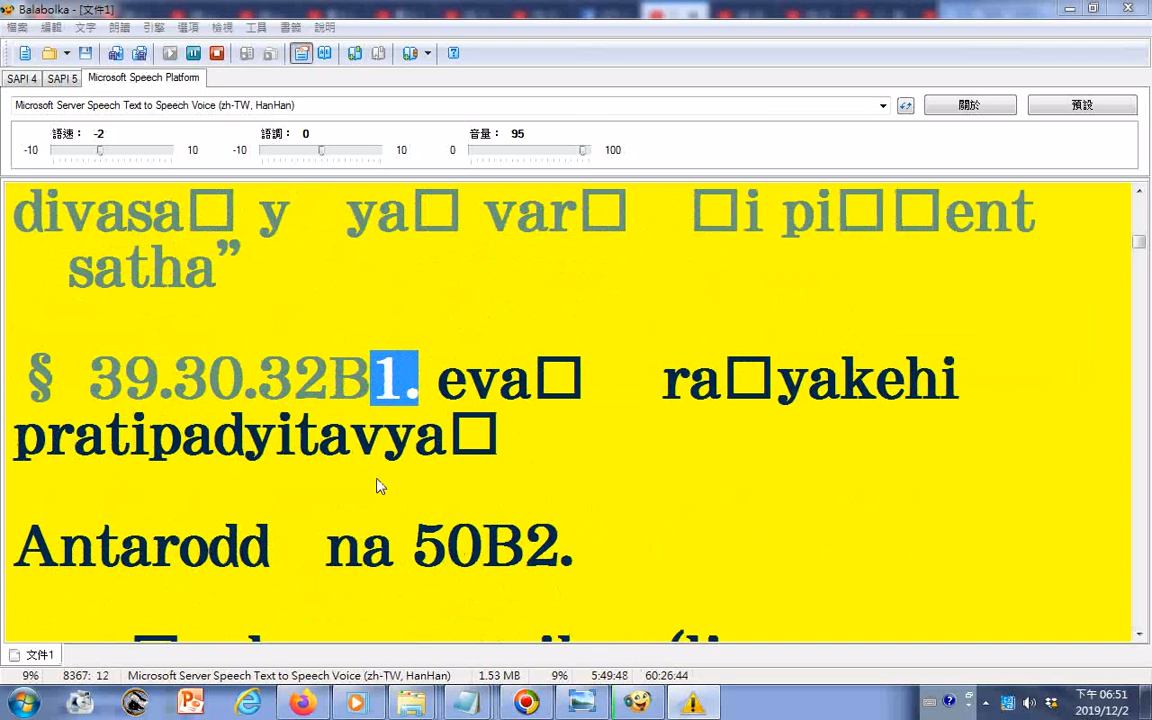 Balabolka - [文件1]
檔案 編輯 文字 朗讀 引擎 選項 檢視 工具 書籤 說明
SAPI 4 SAPI 5 Microsoft Speech Platform
Microsoft Server Speech Text to Speech Voice (zh-TW, HanHan) 關於 預設
語速： -2 語調： 0 音量： 95
-10 10 -10 10 0 100
divasa□ y ya□ var□ □i pi□□ent
satha”
§ 39.30.32B1. eva□ ra□yakehi
pratipadyitavya□
Antarodd na 50B2.
文件1
9% 8367: 12 Microsoft Server Speech Text to Speech Voice (zh-TW, HanHan) 1.53 MB 9% 5:49:48 60:26:44
下午 06:51
2019/12/2